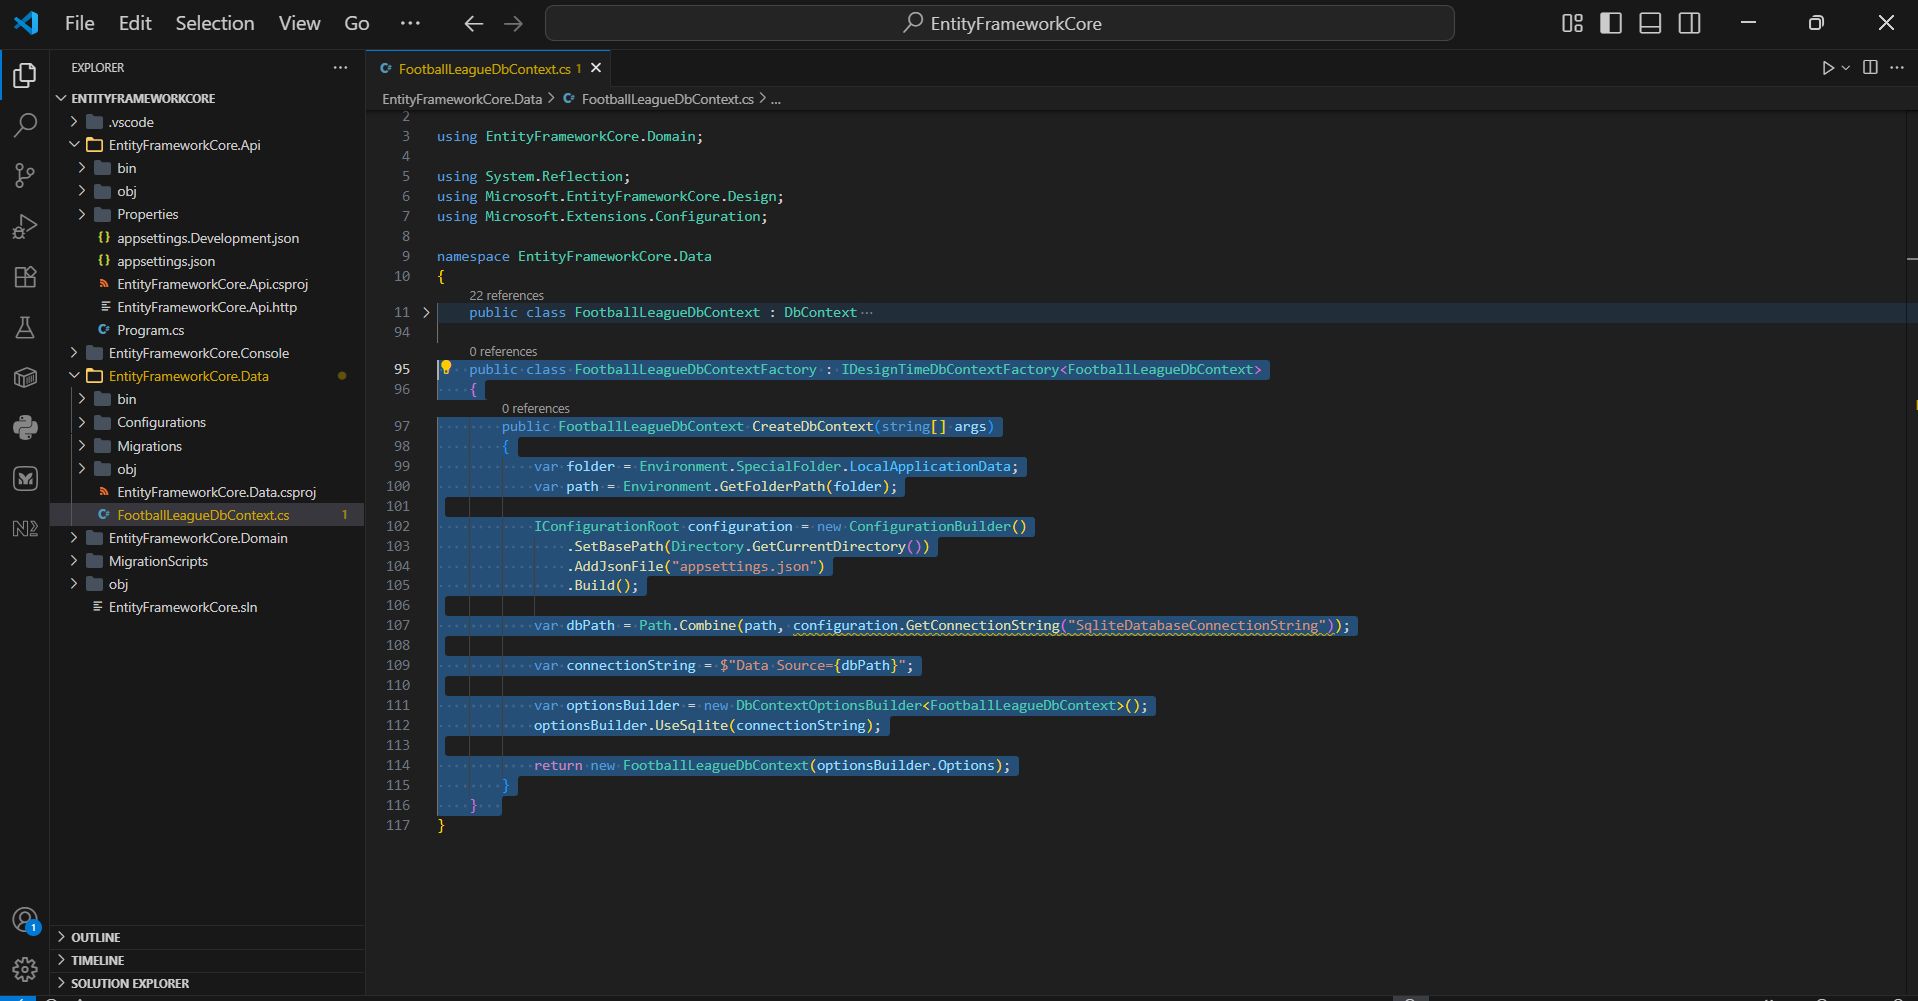 File Edit Selection View Go ··· EntityFrameworkCore
EXPLORER ···
ENTITYFRAMEWORKCORE
.vscode
EntityFrameworkCore.Api
bin
obj
Properties
{} appsettings.Development.json
{} appsettings.json
EntityFrameworkCore.Api.csproj
EntityFrameworkCore.Api.http
C# Program.cs
EntityFrameworkCore.Console
EntityFrameworkCore.Data
bin
Configurations
Migrations
obj
EntityFrameworkCore.Data.csproj
C# FootballLeagueDbContext.cs 1
EntityFrameworkCore.Domain
MigrationScripts
obj
EntityFrameworkCore.sln
OUTLINE
TIMELINE
SOLUTION EXPLORER
1
C# FootballLeagueDbContext.cs 1
EntityFrameworkCore.Data > C# FootballLeagueDbContext.cs > ...
2
3 using EntityFrameworkCore.Domain;
4
5 using System.Reflection;
6 using Microsoft.EntityFrameworkCore.Design;
7 using Microsoft.Extensions.Configuration;
8
9 namespace EntityFrameworkCore.Data
10 {
22 references
11 public class FootballLeagueDbContext : DbContext ···
94
0 references
95 public class FootballLeagueDbContextFactory : IDesignTimeDbContextFactory<FootballLeagueDbContext>
96 {
0 references
97 public FootballLeagueDbContext CreateDbContext(string[] args)
98 {
99 var folder = Environment.SpecialFolder.LocalApplicationData;
100 var path = Environment.GetFolderPath(folder);
101
102 IConfigurationRoot configuration = new ConfigurationBuilder()
103 .SetBasePath(Directory.GetCurrentDirectory())
104 .AddJsonFile("appsettings.json")
105 .Build();
106
107 var dbPath = Path.Combine(path, configuration.GetConnectionString("SqliteDatabaseConnectionString"));
108
109 var connectionString = $"Data Source={dbPath}";
110
111 var optionsBuilder = new DbContextOptionsBuilder<FootballLeagueDbContext>();
112 optionsBuilder.UseSqlite(connectionString);
113
114 return new FootballLeagueDbContext(optionsBuilder.Options);
115 }
116 }
117 }